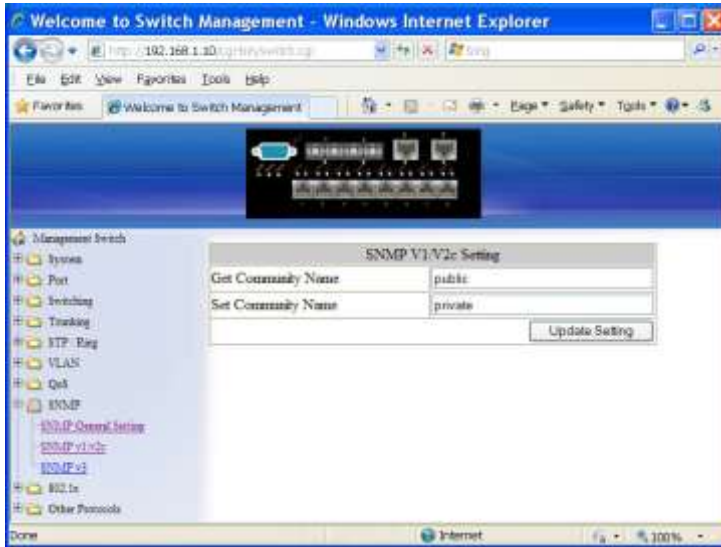 Welcome to Switch Management - Windows Internet Explorer
http://192.168.1.10/
bing
File Edit View Favorites Tools Help
Favorites Welcome to Switch Management Page Safety Tools
Management Switch
System
Port
Switching
Trunking
STP Ring
VLAN
QoS
SNMP
SNMP General Setting
SNMP v1/v2c
SNMP v3
802.1x
Other Protocols
SNMP V1/V2c Setting
Get Community Name public
Set Community Name private
Update Setting
Done Internet 100%